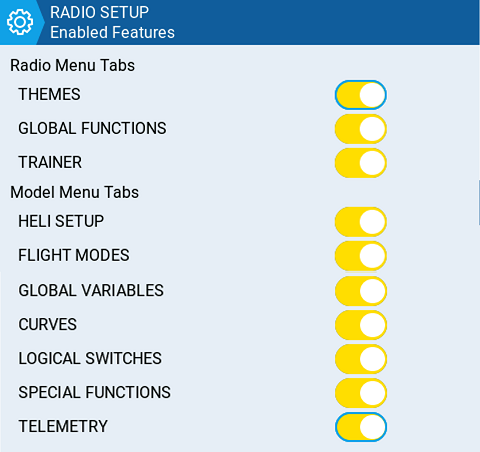 RADIO SETUP
Enabled Features
Radio Menu Tabs
THEMES
GLOBAL FUNCTIONS
TRAINER
Model Menu Tabs
HELI SETUP
FLIGHT MODES
GLOBAL VARIABLES
CURVES
LOGICAL SWITCHES
SPECIAL FUNCTIONS
TELEMETRY